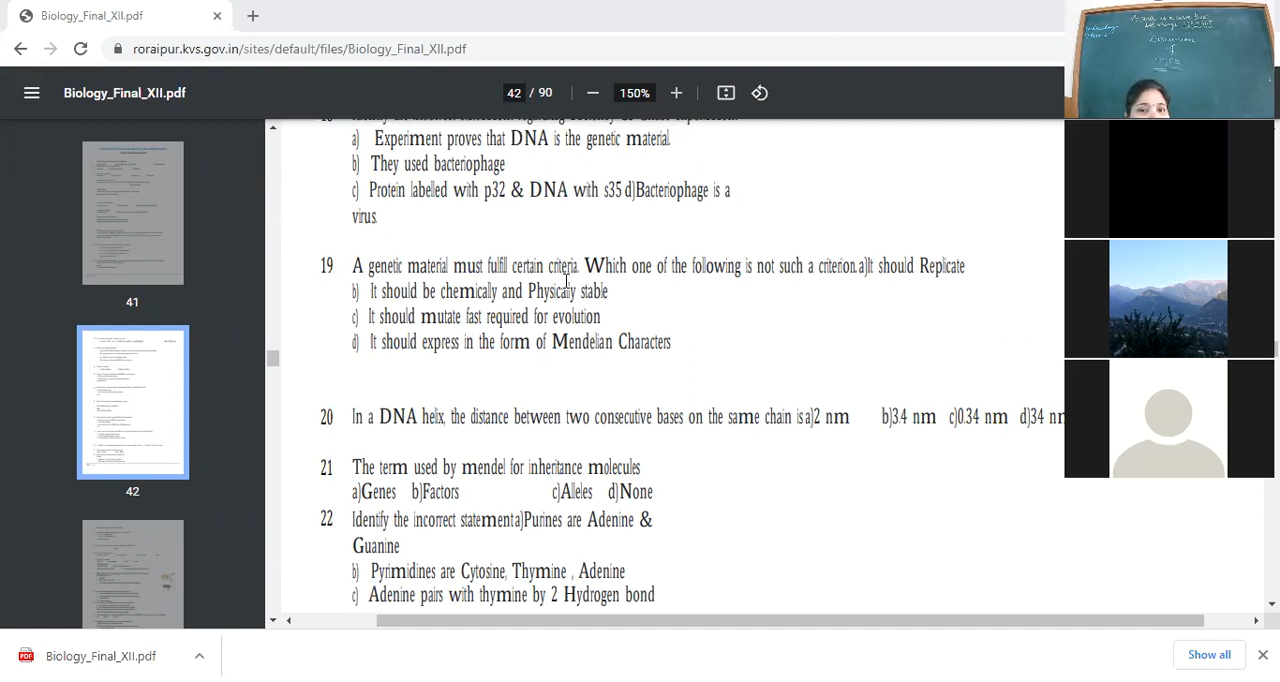 Biology_Final_XII.pdf
roraipur.kvs.gov.in/sites/default/files/Biology_Final_XII.pdf
Biology_Final_XII.pdf
42 / 90
150%
a) Experiment proves that DNA is the genetic material.
b) They used bacteriophage
c) Protein labelled with p32 & DNA with s35 d)Bacteriophage is a
virus.
19 A genetic material must fulfill certain criteria. Which one of the following is not such a criterion.a)It should Replicate
b) It should be chemically and Physically stable
c) It should mutate fast required for evolution
d) It should express in the form of Mendelian Characters
20 In a DNA helix, the distance between two consecutive bases on the same chain is a)2 nm b)3.4 nm c)0.34 nm d)34 nm
21 The term used by mendel for inheritance molecules
a)Genes b)Factors c)Alleles d)None
22 Identify the incorrect statement a)Purines are Adenine &
Guanine
b) Pyrmidines are Cytosine, Thymine , Adenine
c) Adenine pairs with thymine by 2 Hydrogen bond
41
42
Discussion
of
Biology_Final_XII.pdf
Show all